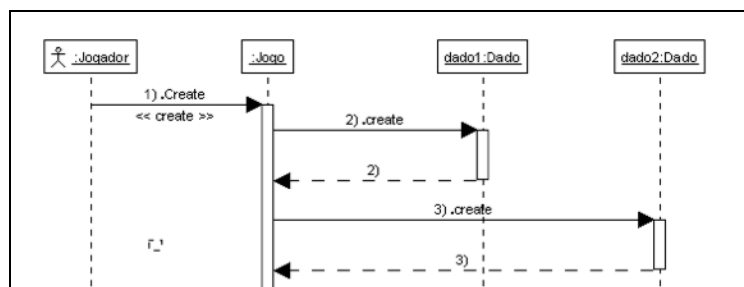 :Jogador :Jogo dado1:Dado dado2:Dado
1) .Create
<< create >>
2) .create
2)
3) .create
3)